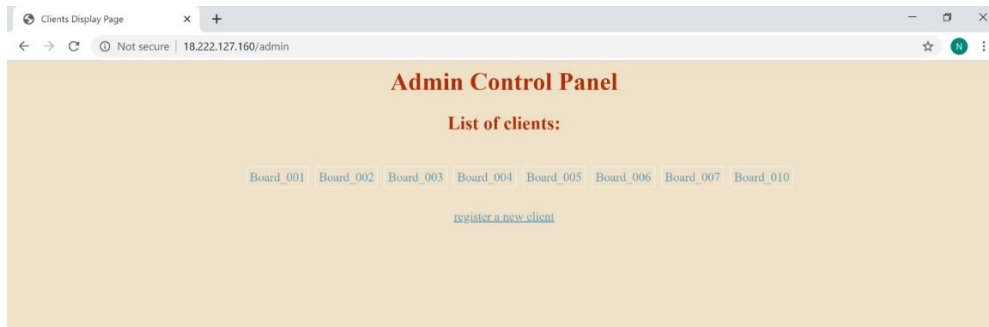 Clients Display Page
Not secure | 18.222.127.160/admin
N
Admin Control Panel
List of clients:
Board_001 Board_002 Board_003 Board_004 Board_005 Board_006 Board_007 Board_010
register a new client